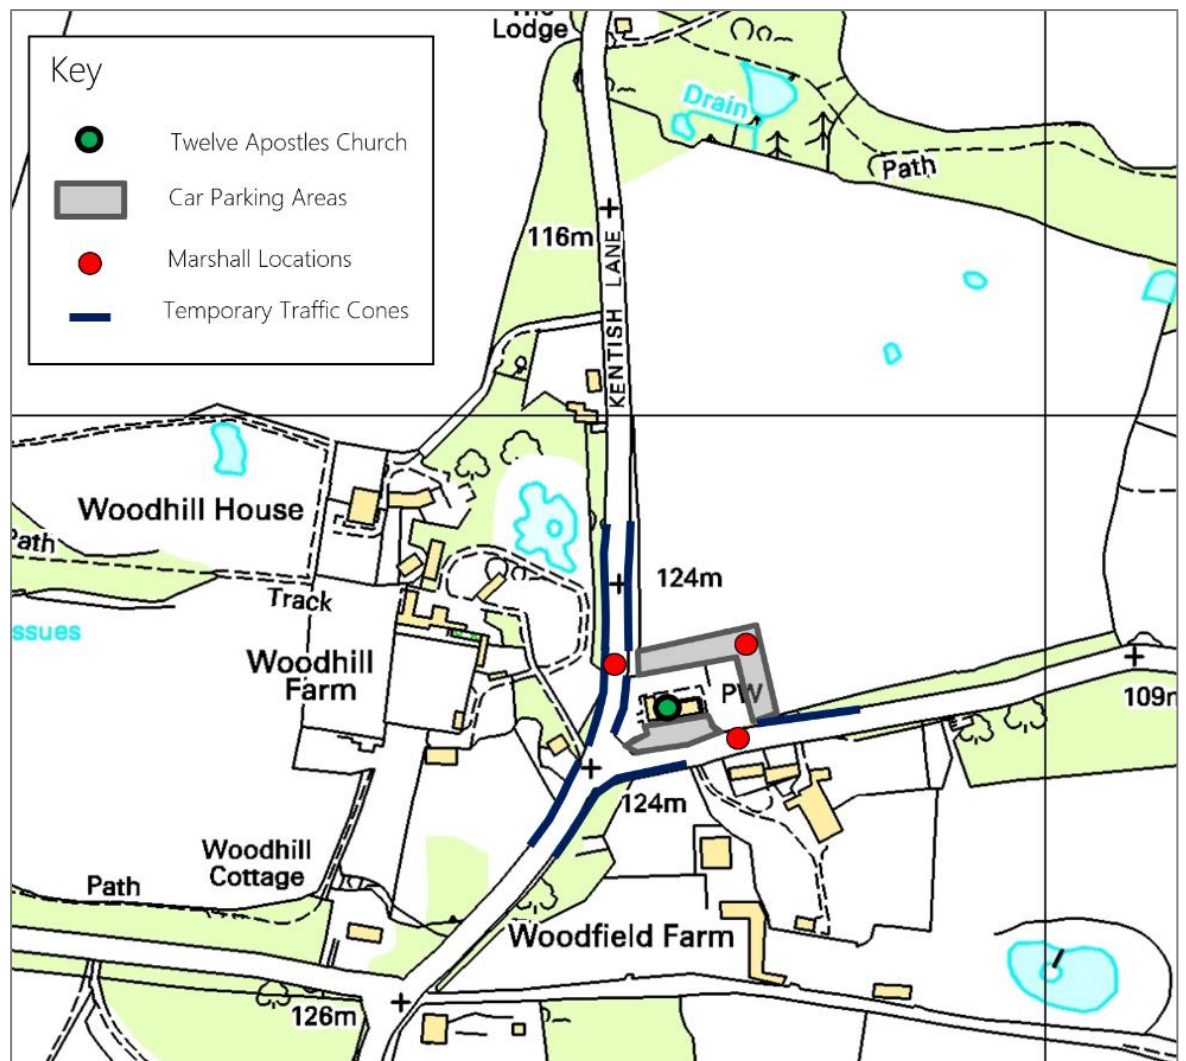 Lodge
Key
Twelve Apostles Church
Car Parking Areas
Marshall Locations
Temporary Traffic Cones
Drain
Path
116m
KENTISH LANE
Woodhill House
Path
Track
124m
Woodhill
Farm
PW
109m
124m
Woodhill
Cottage
Path
Woodfield Farm
126m